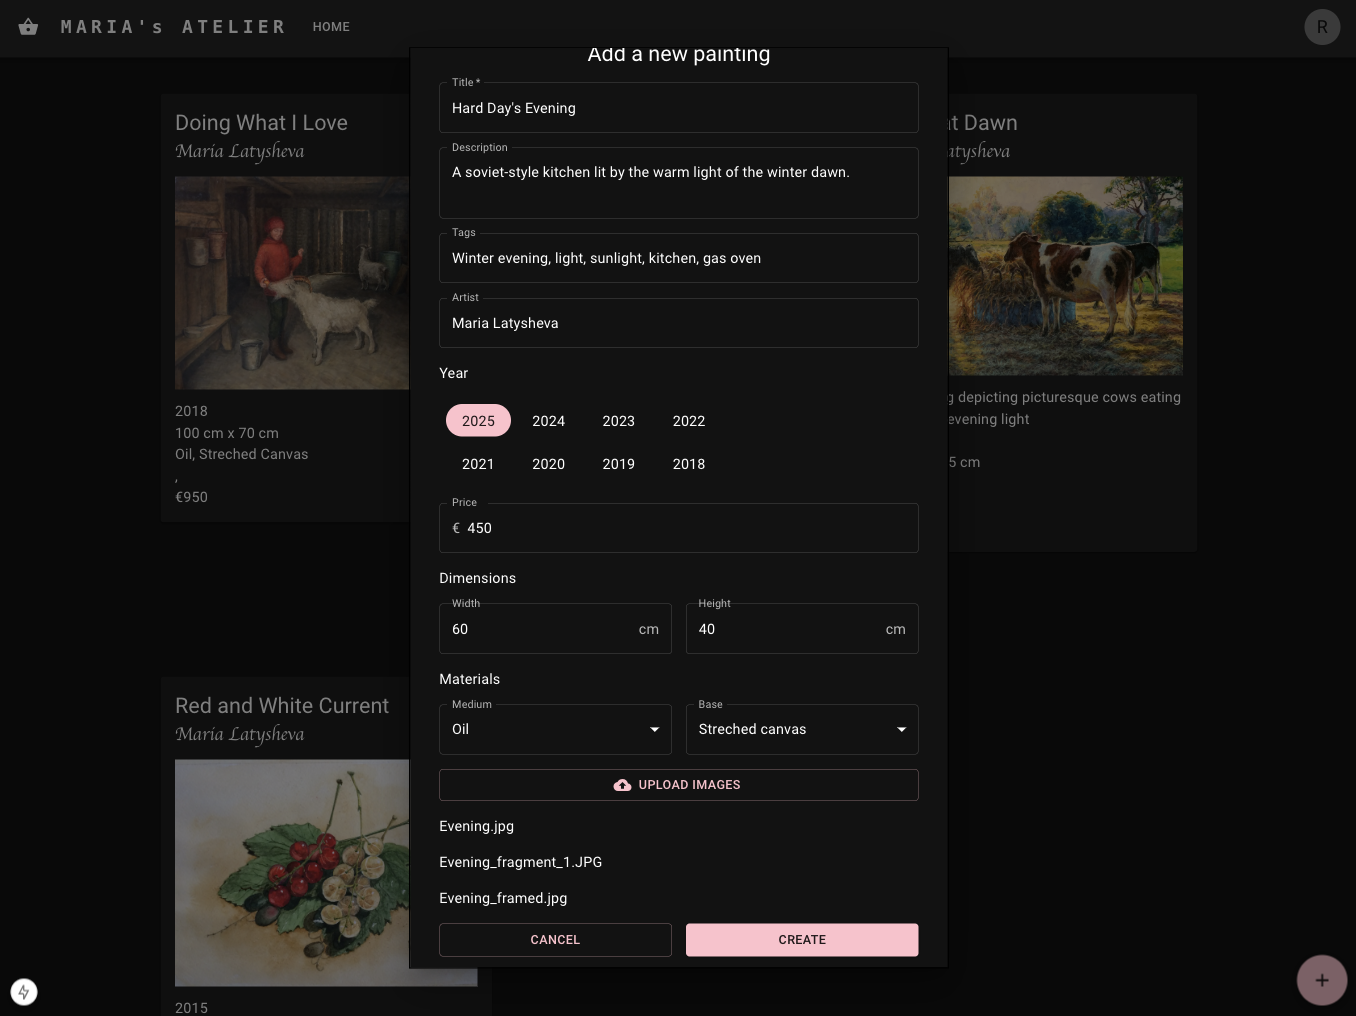 MARIA's ATELIER
HOME
R
Add a new painting
Title *
Hard Day's Evening
Description
A soviet-style kitchen lit by the warm light of the winter dawn.
Tags
Winter evening, light, sunlight, kitchen, gas oven
Artist
Maria Latysheva
Year
2025 2024 2023 2022
2021 2020 2019 2018
Price
€ 450
Dimensions
Width
60 cm
Height
40 cm
Materials
Medium
Oil
Base
Streched canvas
UPLOAD IMAGES
Evening.jpg
Evening_fragment_1.JPG
Evening_framed.jpg
CANCEL
CREATE
Doing What I Love
Maria Latysheva
2018
100 cm x 70 cm
Oil, Streched Canvas
,
€950
Dawn
depicting picturesque cows eating
evening light
5 cm
Red and White Current
Maria Latysheva
2015
+